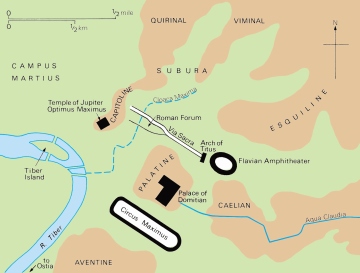 0 ½ mile
0 ½ km
N
QUIRINAL
VIMINAL
CAMPUS
MARTIUS
SUBURA
ESQUILINE
Temple of Jupiter
Optimus Maximus
CAPITOLINE
Cloaca Maxima
Roman Forum
Via Sacra
Arch of
Titus
Flavian Amphitheater
Tiber
Island
PALATINE
Palace of
Domitian
CAELIAN
Aqua Claudia
Circus Maximus
R. Tiber
to
Ostia
AVENTINE